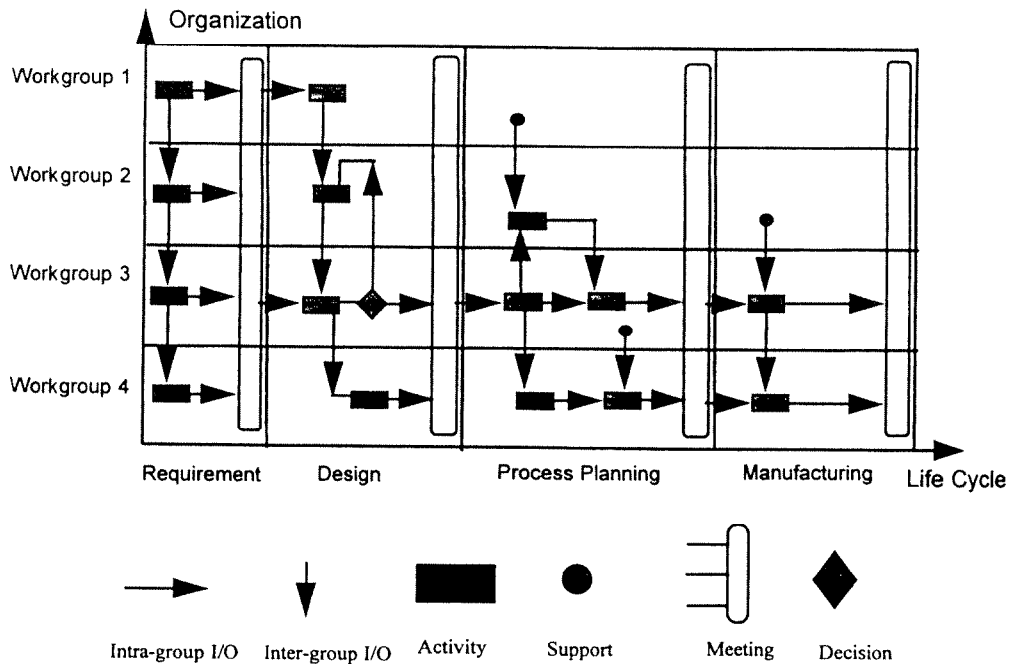 Organization
Workgroup 1
Workgroup 2
Workgroup 3
Workgroup 4
Requirement Design Process Planning Manufacturing Life Cycle
Intra-group I/O Inter-group I/O Activity Support Meeting Decision